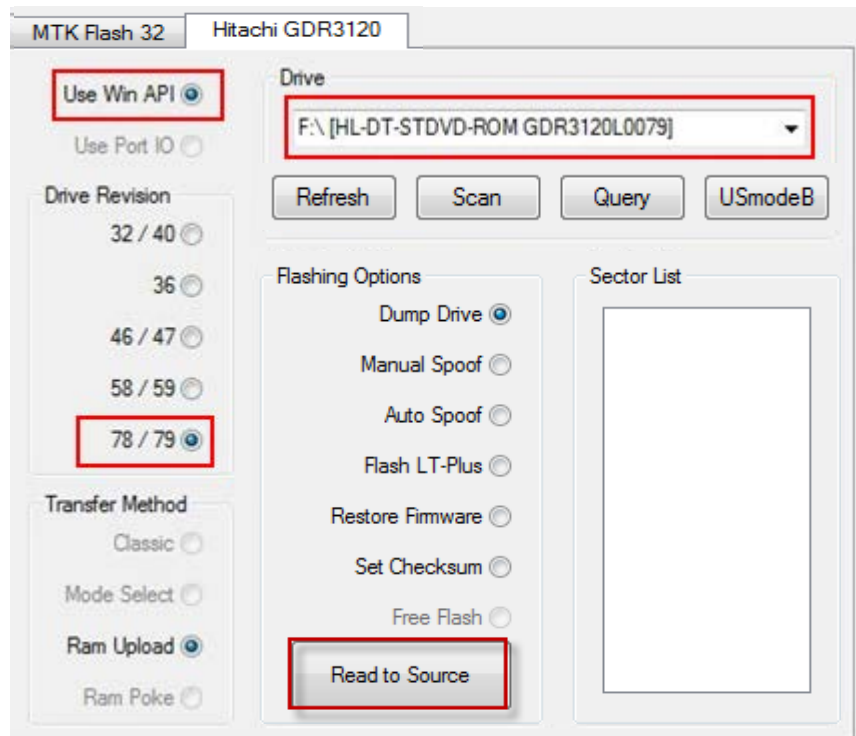 MTK Flash 32
Hitachi GDR3120
Use Win API
Use Port IO
Drive
F:\ [HL-DT-STDVD-ROM GDR3120L0079]
Refresh
Scan
Query
USmodeB
Drive Revision
32 / 40
36
46 / 47
58 / 59
78 / 79
Transfer Method
Classic
Mode Select
Ram Upload
Ram Poke
Flashing Options
Dump Drive
Manual Spoof
Auto Spoof
Flash LT-Plus
Restore Firmware
Set Checksum
Free Flash
Read to Source
Sector List